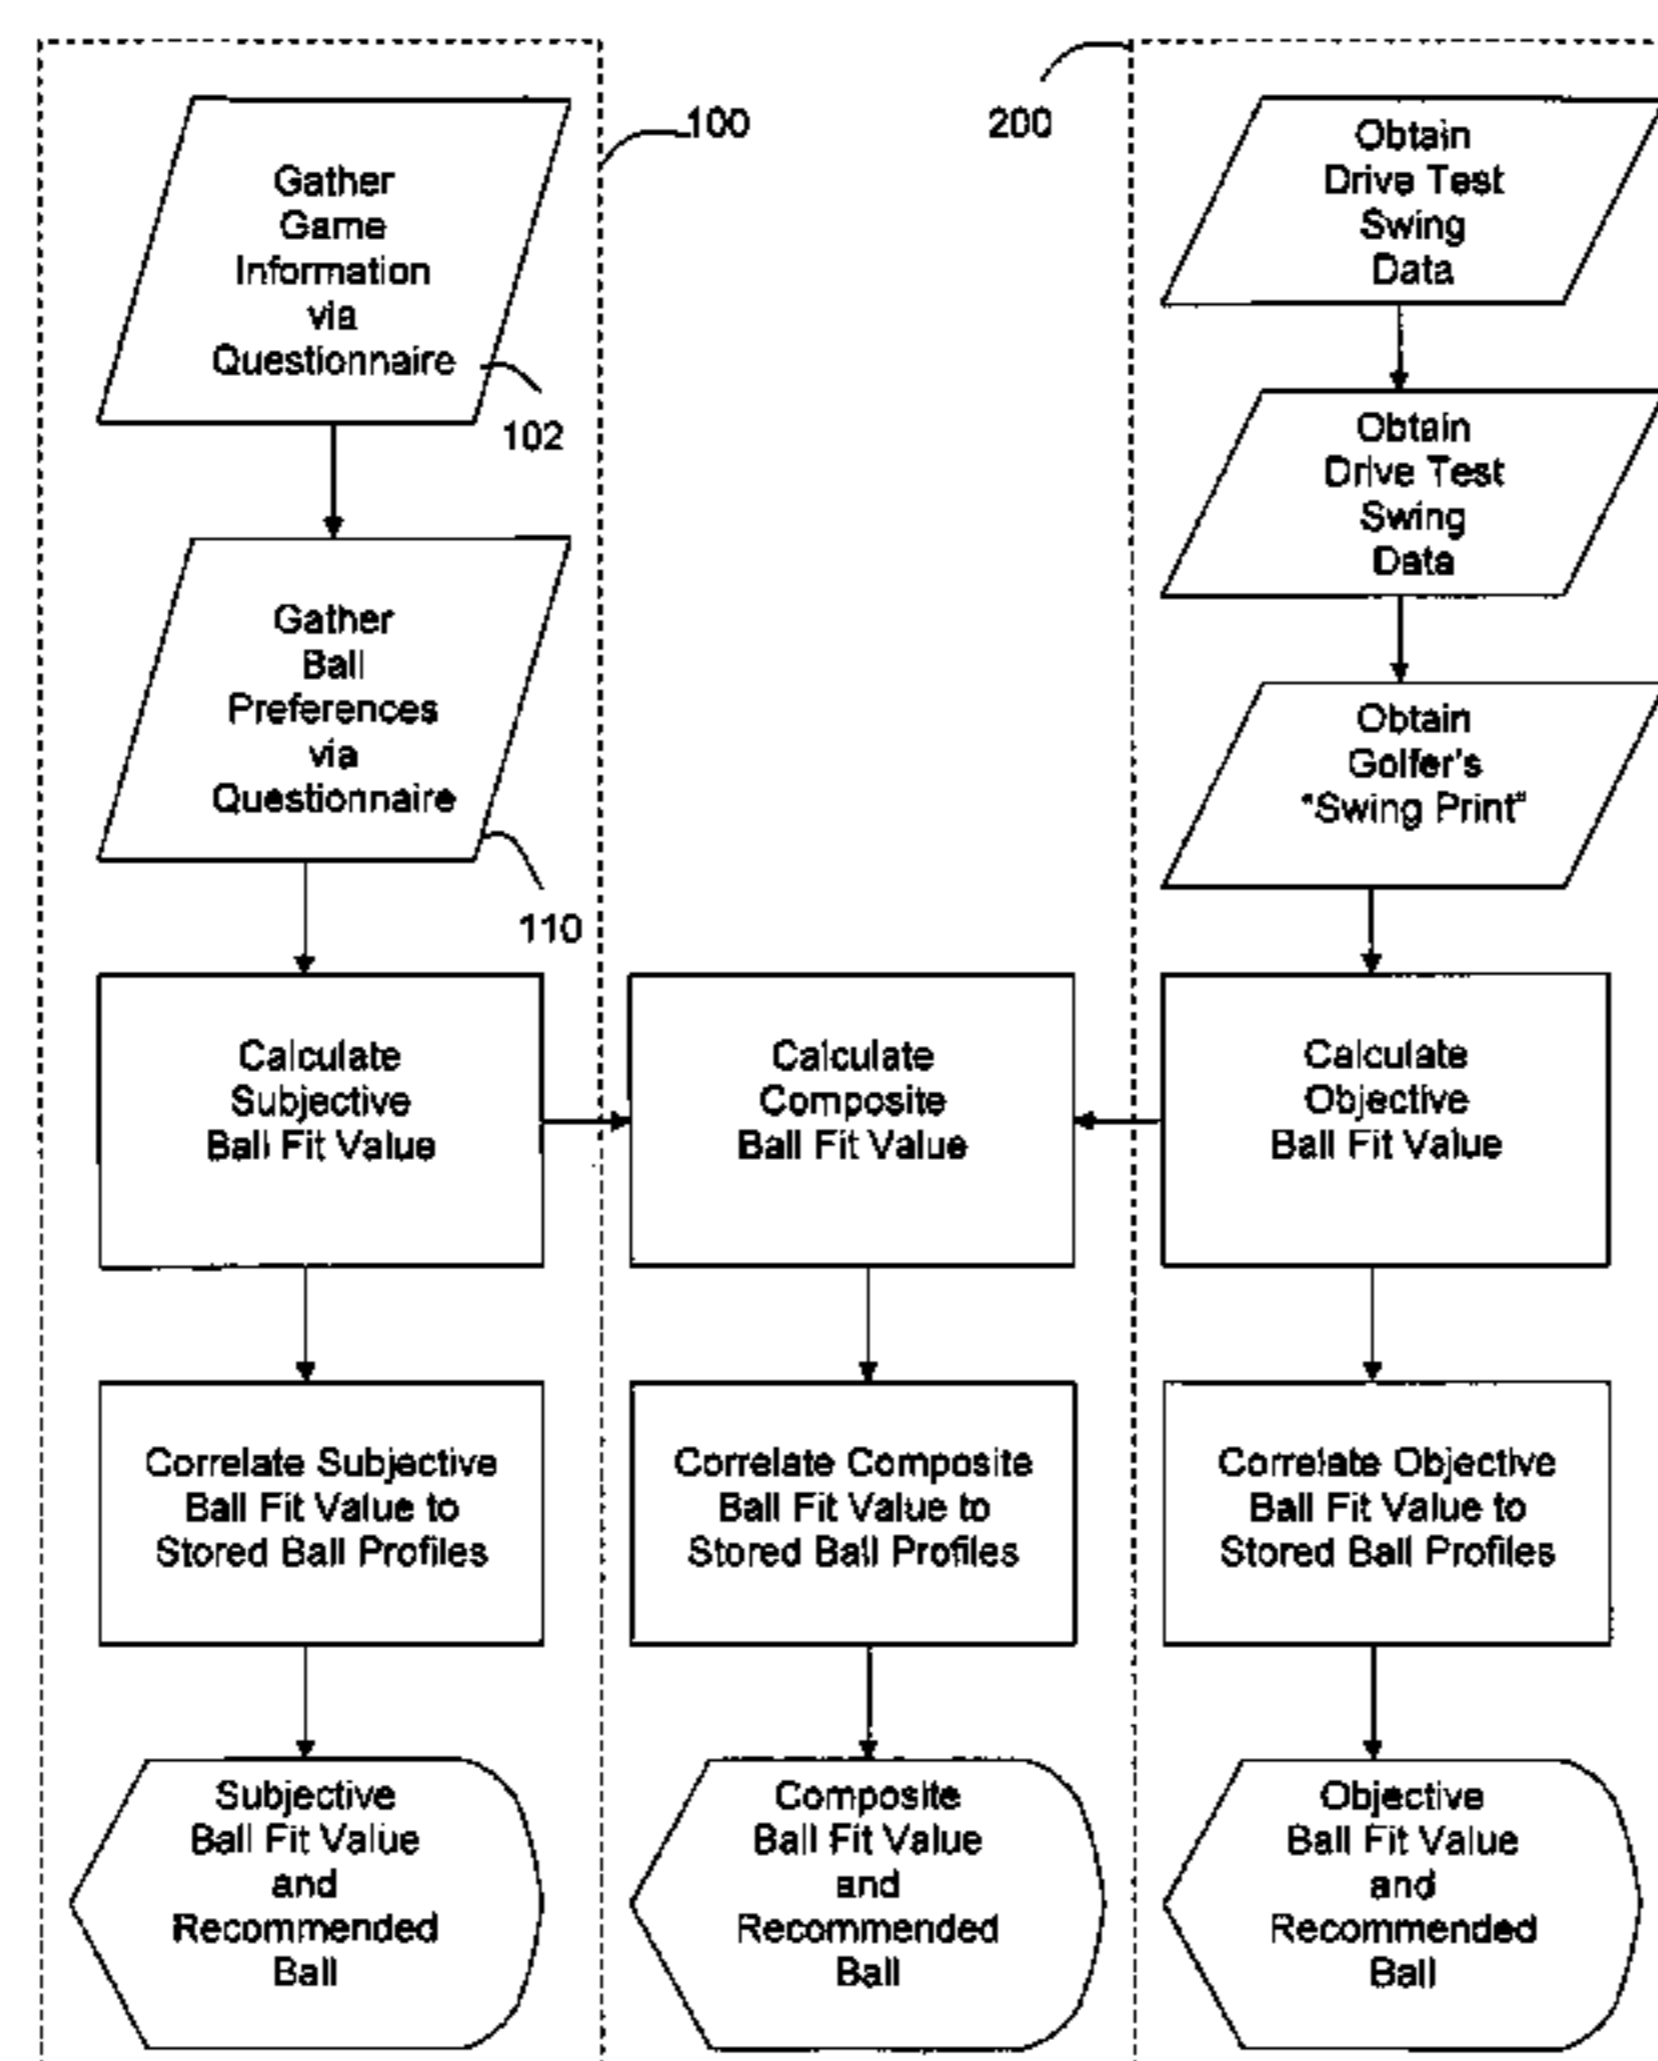 100
200
Gather
Game
Information
via
Questionnaire
102
Gather
Ball
Preferences
via
Questionnaire
110
Calculate
Subjective
Ball Fit Value
Correlate Subjective
Ball Fit Value to
Stored Ball Profiles
Subjective
Ball Fit Value
and
Recommended
Ball
Calculate
Composite
Ball Fit Value
Correlate Composite
Ball Fit Value to
Stored Ball Profiles
Composite
Ball Fit Value
and
Recommended
Ball
Obtain
Drive Test
Swing
Data
Obtain
Drive Test
Swing
Data
Obtain
Golfer's
"Swing Print"
Calculate
Objective
Ball Fit Value
Correlate Objective
Ball Fit Value to
Stored Ball Profiles
Objective
Ball Fit Value
and
Recommended
Ball